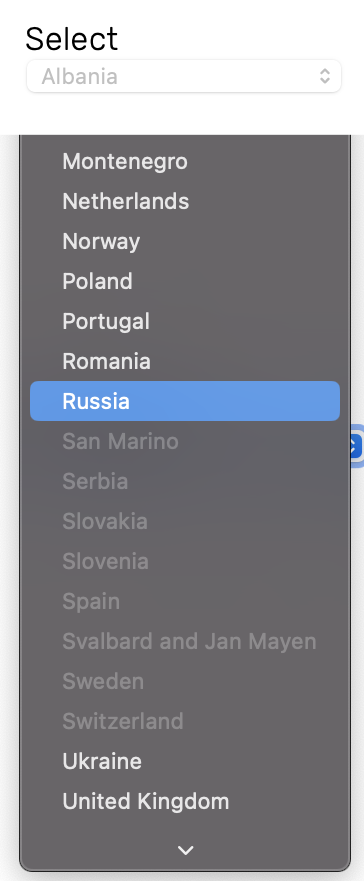 Select
Albania
Montenegro
Netherlands
Norway
Poland
Portugal
Romania
Russia
San Marino
Serbia
Slovakia
Slovenia
Spain
Svalbard and Jan Mayen
Sweden
Switzerland
Ukraine
United Kingdom